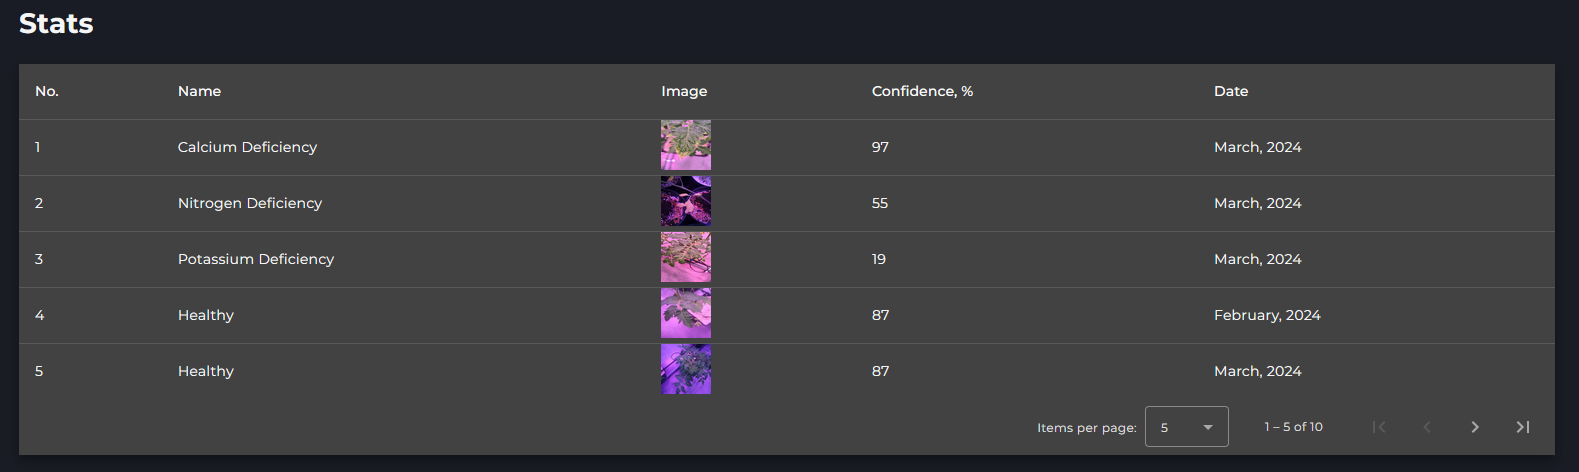 Stats
No. Name Image Confidence, % Date
1 Calcium Deficiency 97 March, 2024
2 Nitrogen Deficiency 55 March, 2024
3 Potassium Deficiency 19 March, 2024
4 Healthy 87 February, 2024
5 Healthy 87 March, 2024
Items per page: 5 1 – 5 of 10